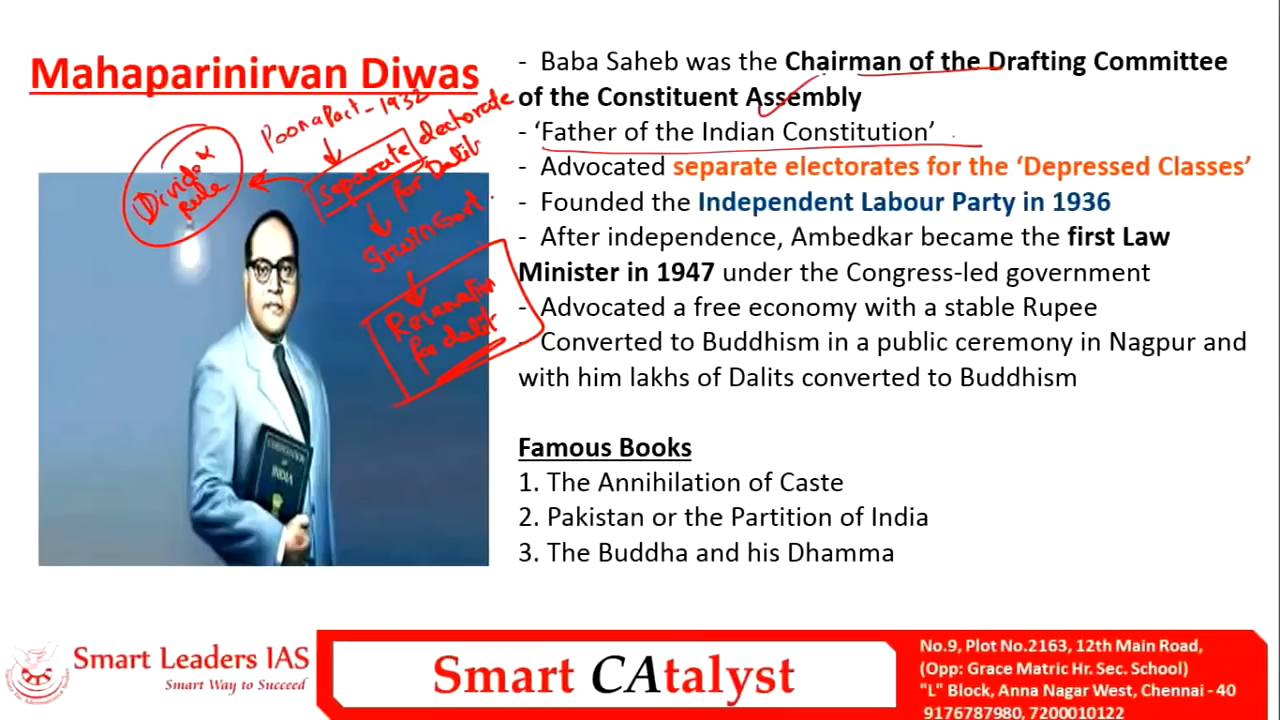 Mahaparinirvan Diwas
Poona Pact - 1932
Separate electorate
for Dalit
Divide &
Rule
Irwin Govt.
for dalit
CONSTITUTION
OF
INDIA
- Baba Saheb was the Chairman of the Drafting Committee
of the Constituent Assembly
- ‘Father of the Indian Constitution’
- Advocated separate electorates for the ‘Depressed Classes’
- Founded the Independent Labour Party in 1936
- After independence, Ambedkar became the first Law
Minister in 1947 under the Congress-led government
- Advocated a free economy with a stable Rupee
- Converted to Buddhism in a public ceremony in Nagpur and
with him lakhs of Dalits converted to Buddhism
Famous Books
1. The Annihilation of Caste
2. Pakistan or the Partition of India
3. The Buddha and his Dhamma
Smart Leaders IAS
Smart Way to Succeed
Smart CAtalyst
No.9, Plot No.2163, 12th Main Road,
(Opp: Grace Matric Hr. Sec. School)
"L" Block, Anna Nagar West, Chennai - 40
9176787980, 7200010122